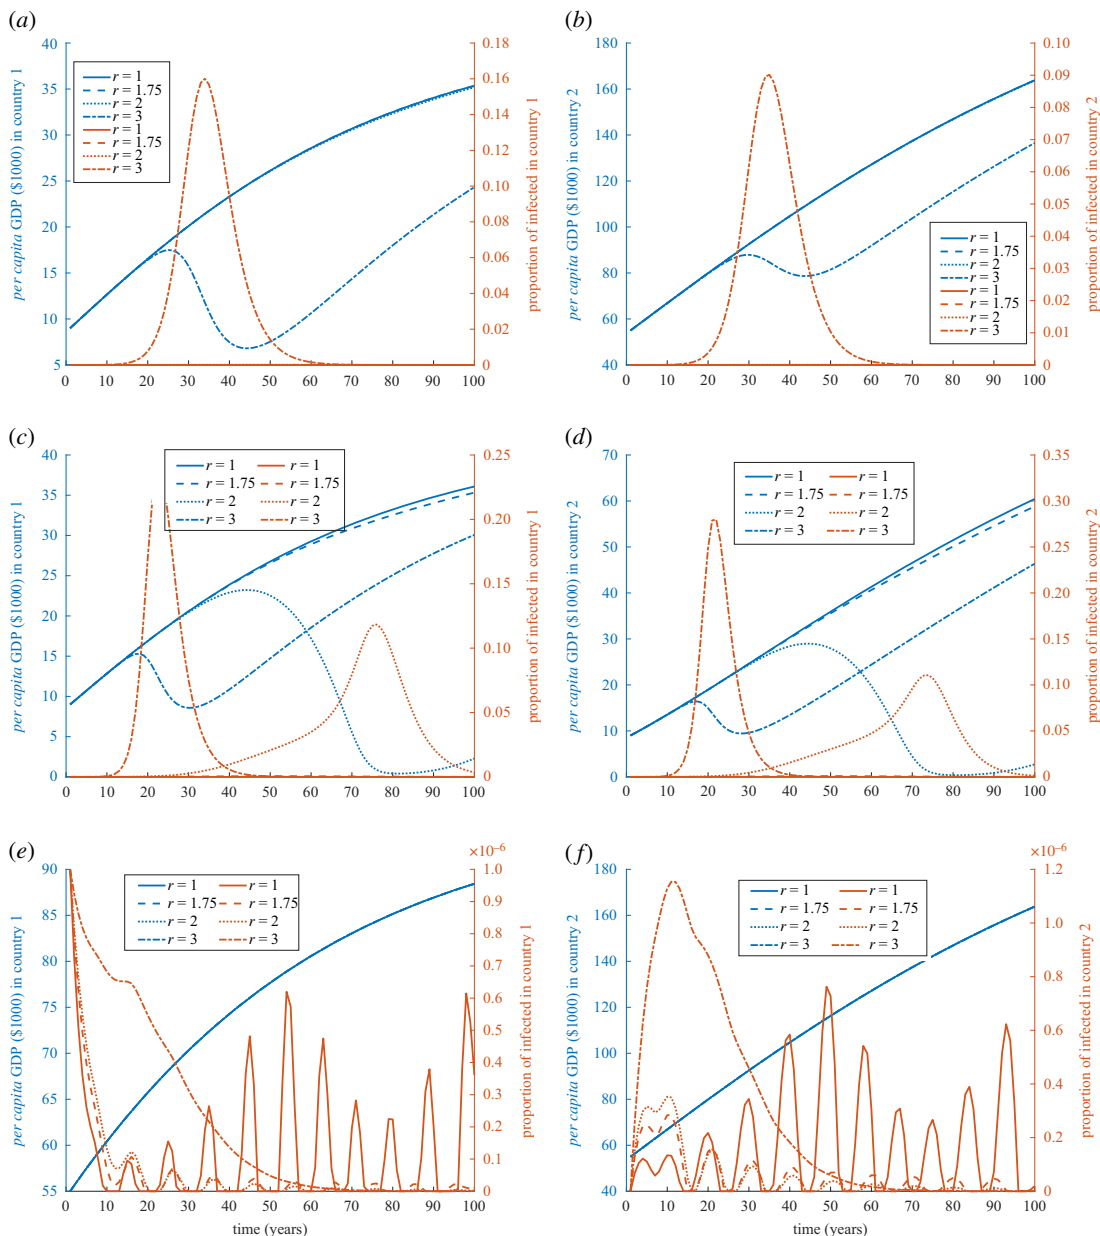 (a)
(b)
40
35
30
25
20
15
10
5
per capita GDP ($1000) in country 1
r = 1
r = 1.75
r = 2
r = 3
r = 1
r = 1.75
r = 2
r = 3
0.18
0.16
0.14
0.12
0.10
0.08
0.06
0.04
0.02
0
proportion of infected in country 1
0 10 20 30 40 50 60 70 80 90 100
180
160
140
120
100
80
60
40
per capita GDP ($1000) in country 2
r = 1
r = 1.75
r = 2
r = 3
r = 1
r = 1.75
r = 2
r = 3
0.10
0.09
0.08
0.07
0.06
0.05
0.04
0.03
0.02
0.01
0
proportion of infected in country 2
0 10 20 30 40 50 60 70 80 90 100
(c)
(d)
40
35
30
25
20
15
10
5
0
per capita GDP ($1000) in country 1
r = 1 r = 1
r = 1.75 r = 1.75
r = 2 r = 2
r = 3 r = 3
0.25
0.20
0.15
0.10
0.05
0
proportion of infected in country 1
0 10 20 30 40 50 60 70 80 90 100
70
60
50
40
30
20
10
0
per capita GDP ($1000) in country 2
r = 1 r = 1
r = 1.75 r = 1.75
r = 2 r = 2
r = 3 r = 3
0.35
0.30
0.25
0.20
0.15
0.10
0.05
0
proportion of infected in country 2
0 10 20 30 40 50 60 70 80 90 100
(e)
(f)
90
85
80
75
70
65
60
55
per capita GDP ($1000) in country 1
r = 1 r = 1
r = 1.75 r = 1.75
r = 2 r = 2
r = 3 r = 3
×10⁻⁶
1.0
0.9
0.8
0.7
0.6
0.5
0.4
0.3
0.2
0.1
0
proportion of infected in country 1
0 10 20 30 40 50 60 70 80 90 100
time (years)
180
160
140
120
100
80
60
40
per capita GDP ($1000) in country 2
r = 1 r = 1
r = 1.75 r = 1.75
r = 2 r = 2
r = 3 r = 3
×10⁻⁶
1.2
1.0
0.8
0.6
0.4
0.2
0
proportion of infected in country 2
0 10 20 30 40 50 60 70 80 90 100
time (years)